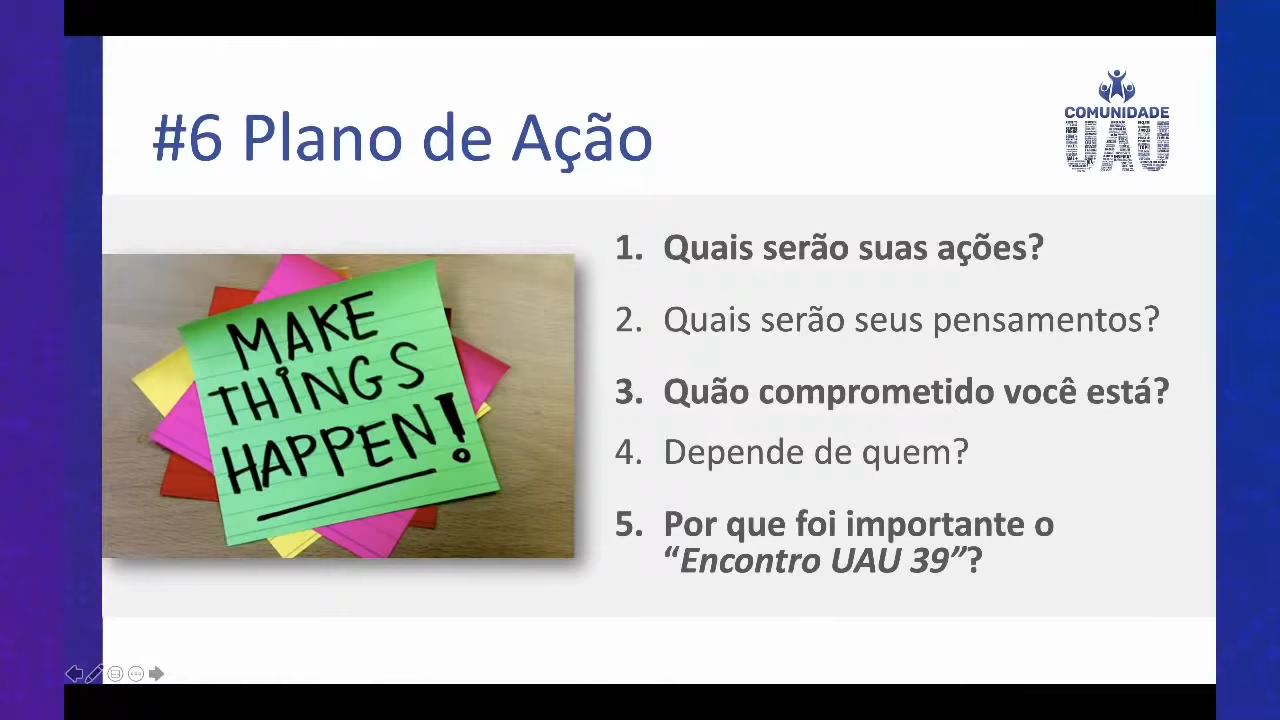 #6 Plano de Ação
COMUNIDADE
UAU
MAKE
THINGS
HAPPEN!
1. Quais serão suas ações?
2. Quais serão seus pensamentos?
3. Quão comprometido você está?
4. Depende de quem?
5. Por que foi importante o
“Encontro UAU 39”?